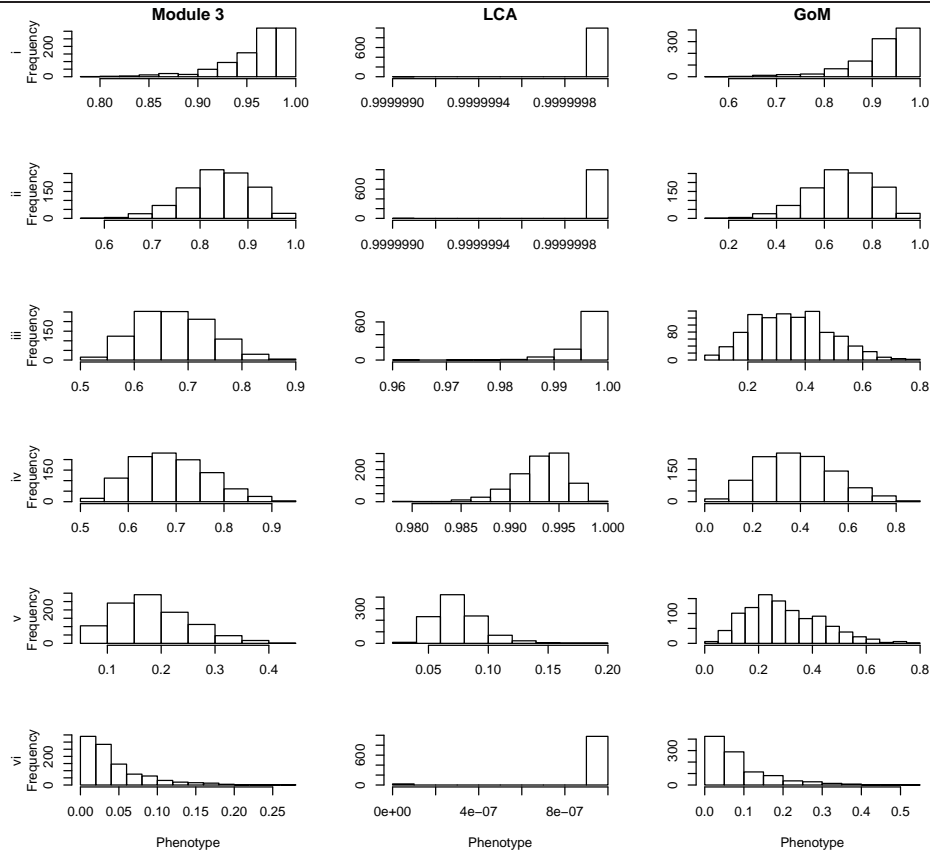 Module 3 LCA GoM
i
Frequency
0 200
0 600
0 300
0.80 0.85 0.90 0.95 1.00
0.9999990 0.9999994 0.9999998
0.6 0.7 0.8 0.9 1.0
ii
Frequency
0 150
0 600
0 150
0.6 0.7 0.8 0.9 1.0
0.9999990 0.9999994 0.9999998
0.2 0.4 0.6 0.8 1.0
iii
Frequency
0 150
0 600
0 80
0.5 0.6 0.7 0.8 0.9
0.96 0.97 0.98 0.99 1.00
0.2 0.4 0.6 0.8
iv
Frequency
0 150
0 200
0 150
0.5 0.6 0.7 0.8 0.9
0.980 0.985 0.990 0.995 1.000
0.0 0.2 0.4 0.6 0.8
v
Frequency
0 200
0 300
0 100
0.1 0.2 0.3 0.4
0.05 0.10 0.15 0.20
0.0 0.2 0.4 0.6 0.8
vi
Frequency
0 200
0 600
0 300
0.00 0.05 0.10 0.15 0.20 0.25
0e+00 4e−07 8e−07
0.0 0.1 0.2 0.3 0.4 0.5
Phenotype Phenotype Phenotype